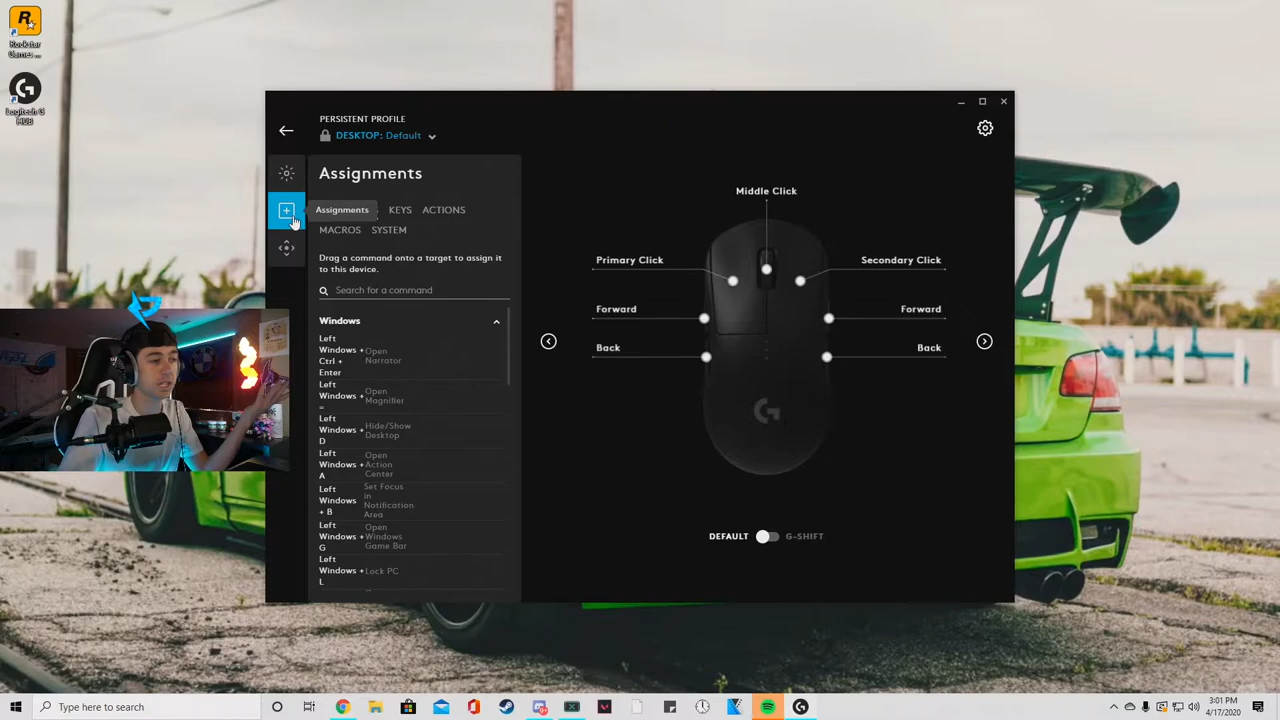 Rockstar
Games ...
Logitech G
HUB
PERSISTENT PROFILE
DESKTOP: Default
Assignments
Assignments
KEYS
ACTIONS
MACROS
SYSTEM
Drag a command onto a target to assign it
to this device.
Search for a command
Windows
Left
Windows +
Ctrl +
Enter
Open
Narrator
Left
Windows +
=
Open
Magnifier
Left
Windows +
D
Hide/Show
Desktop
Left
Windows +
A
Open
Action
Center
Left
Windows
+ B
Set Focus
in
Notification
Area
Left
Windows +
G
Open
Windows
Game Bar
Left
Windows +
L
Lock PC
Middle Click
Primary Click
Secondary Click
Forward
Forward
Back
Back
DEFAULT
G-SHIFT
Type here to search
3:01 PM
4/17/2020